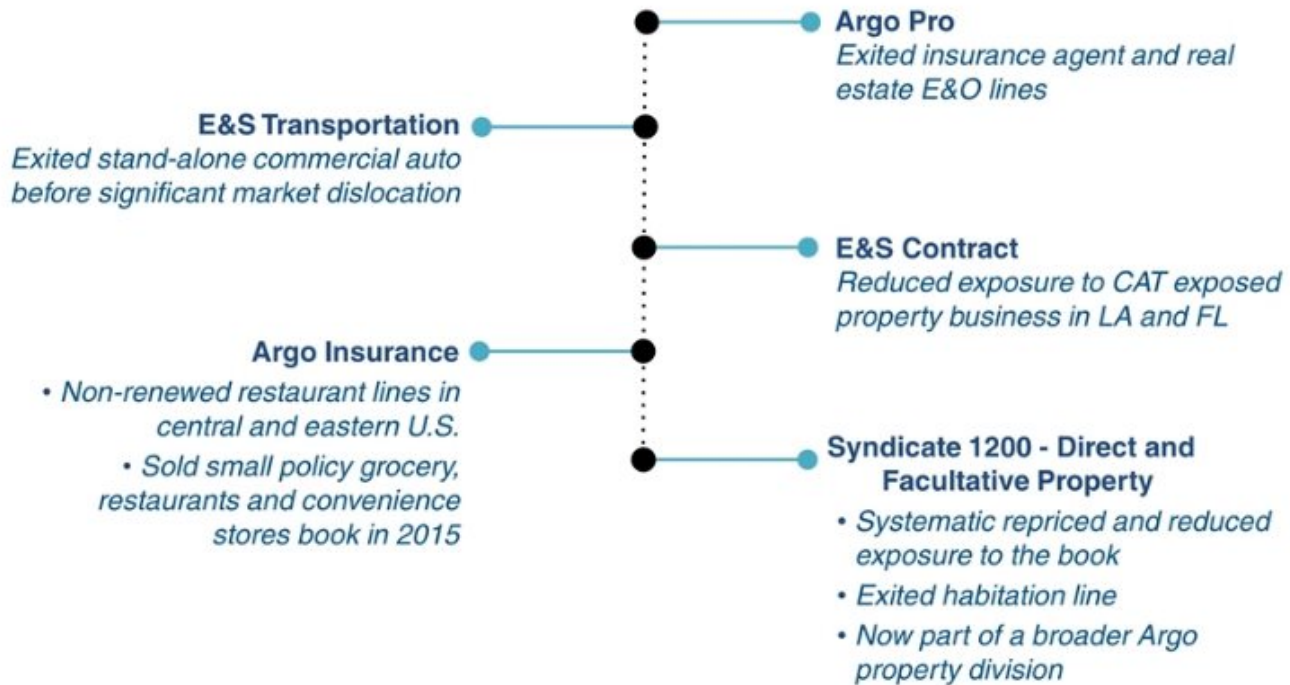 Argo Pro
Exited insurance agent and real
estate E&O lines
E&S Transportation
Exited stand-alone commercial auto
before significant market dislocation
E&S Contract
Reduced exposure to CAT exposed
property business in LA and FL
Argo Insurance
• Non-renewed restaurant lines in
central and eastern U.S.
• Sold small policy grocery,
restaurants and convenience
stores book in 2015
Syndicate 1200 - Direct and
Facultative Property
• Systematic repriced and reduced
exposure to the book
• Exited habitation line
• Now part of a broader Argo
property division